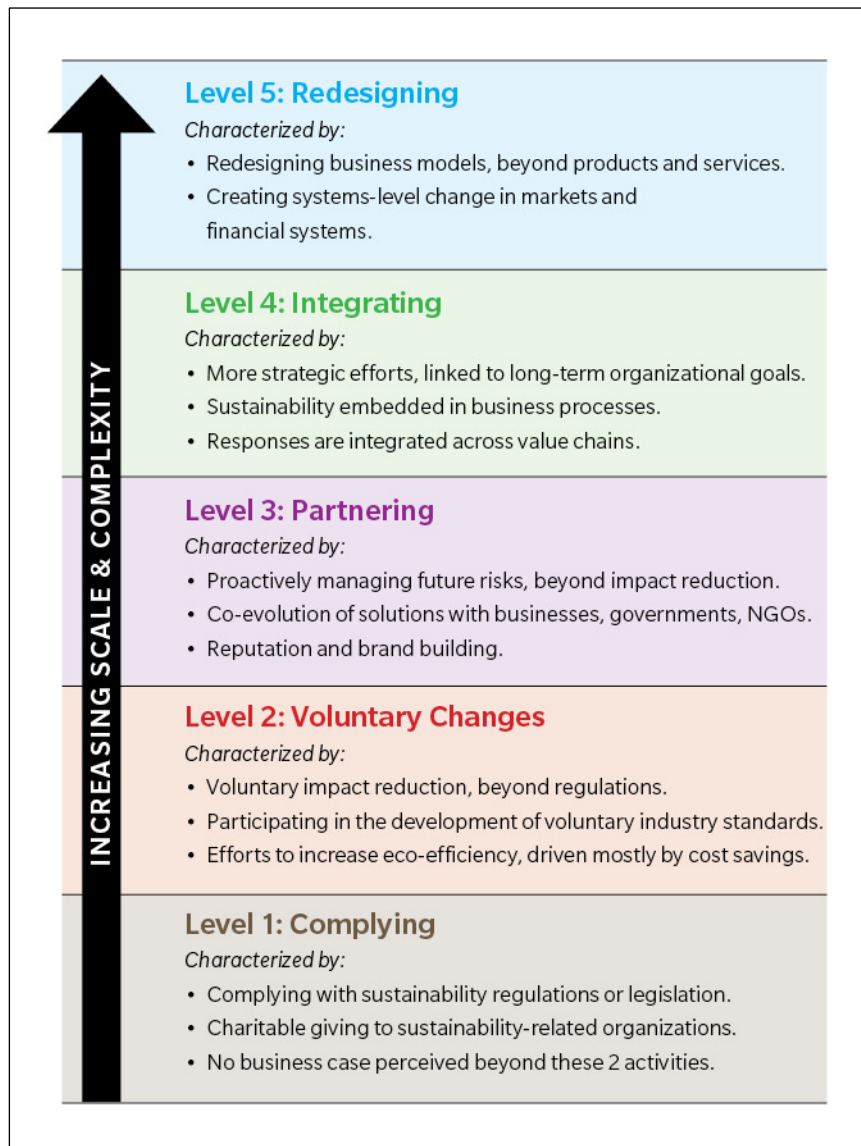 Level 5: Redesigning
Characterized by:
• Redesigning business models, beyond products and services.
• Creating systems-level change in markets and
financial systems.
Level 4: Integrating
Characterized by:
• More strategic efforts, linked to long-term organizational goals.
• Sustainability embedded in business processes.
• Responses are integrated across value chains.
Level 3: Partnering
Characterized by:
• Proactively managing future risks, beyond impact reduction.
• Co-evolution of solutions with businesses, governments, NGOs.
• Reputation and brand building.
Level 2: Voluntary Changes
Characterized by:
• Voluntary impact reduction, beyond regulations.
• Participating in the development of voluntary industry standards.
• Efforts to increase eco-efficiency, driven mostly by cost savings.
Level 1: Complying
Characterized by:
• Complying with sustainability regulations or legislation.
• Charitable giving to sustainability-related organizations.
• No business case perceived beyond these 2 activities.
INCREASING SCALE & COMPLEXITY